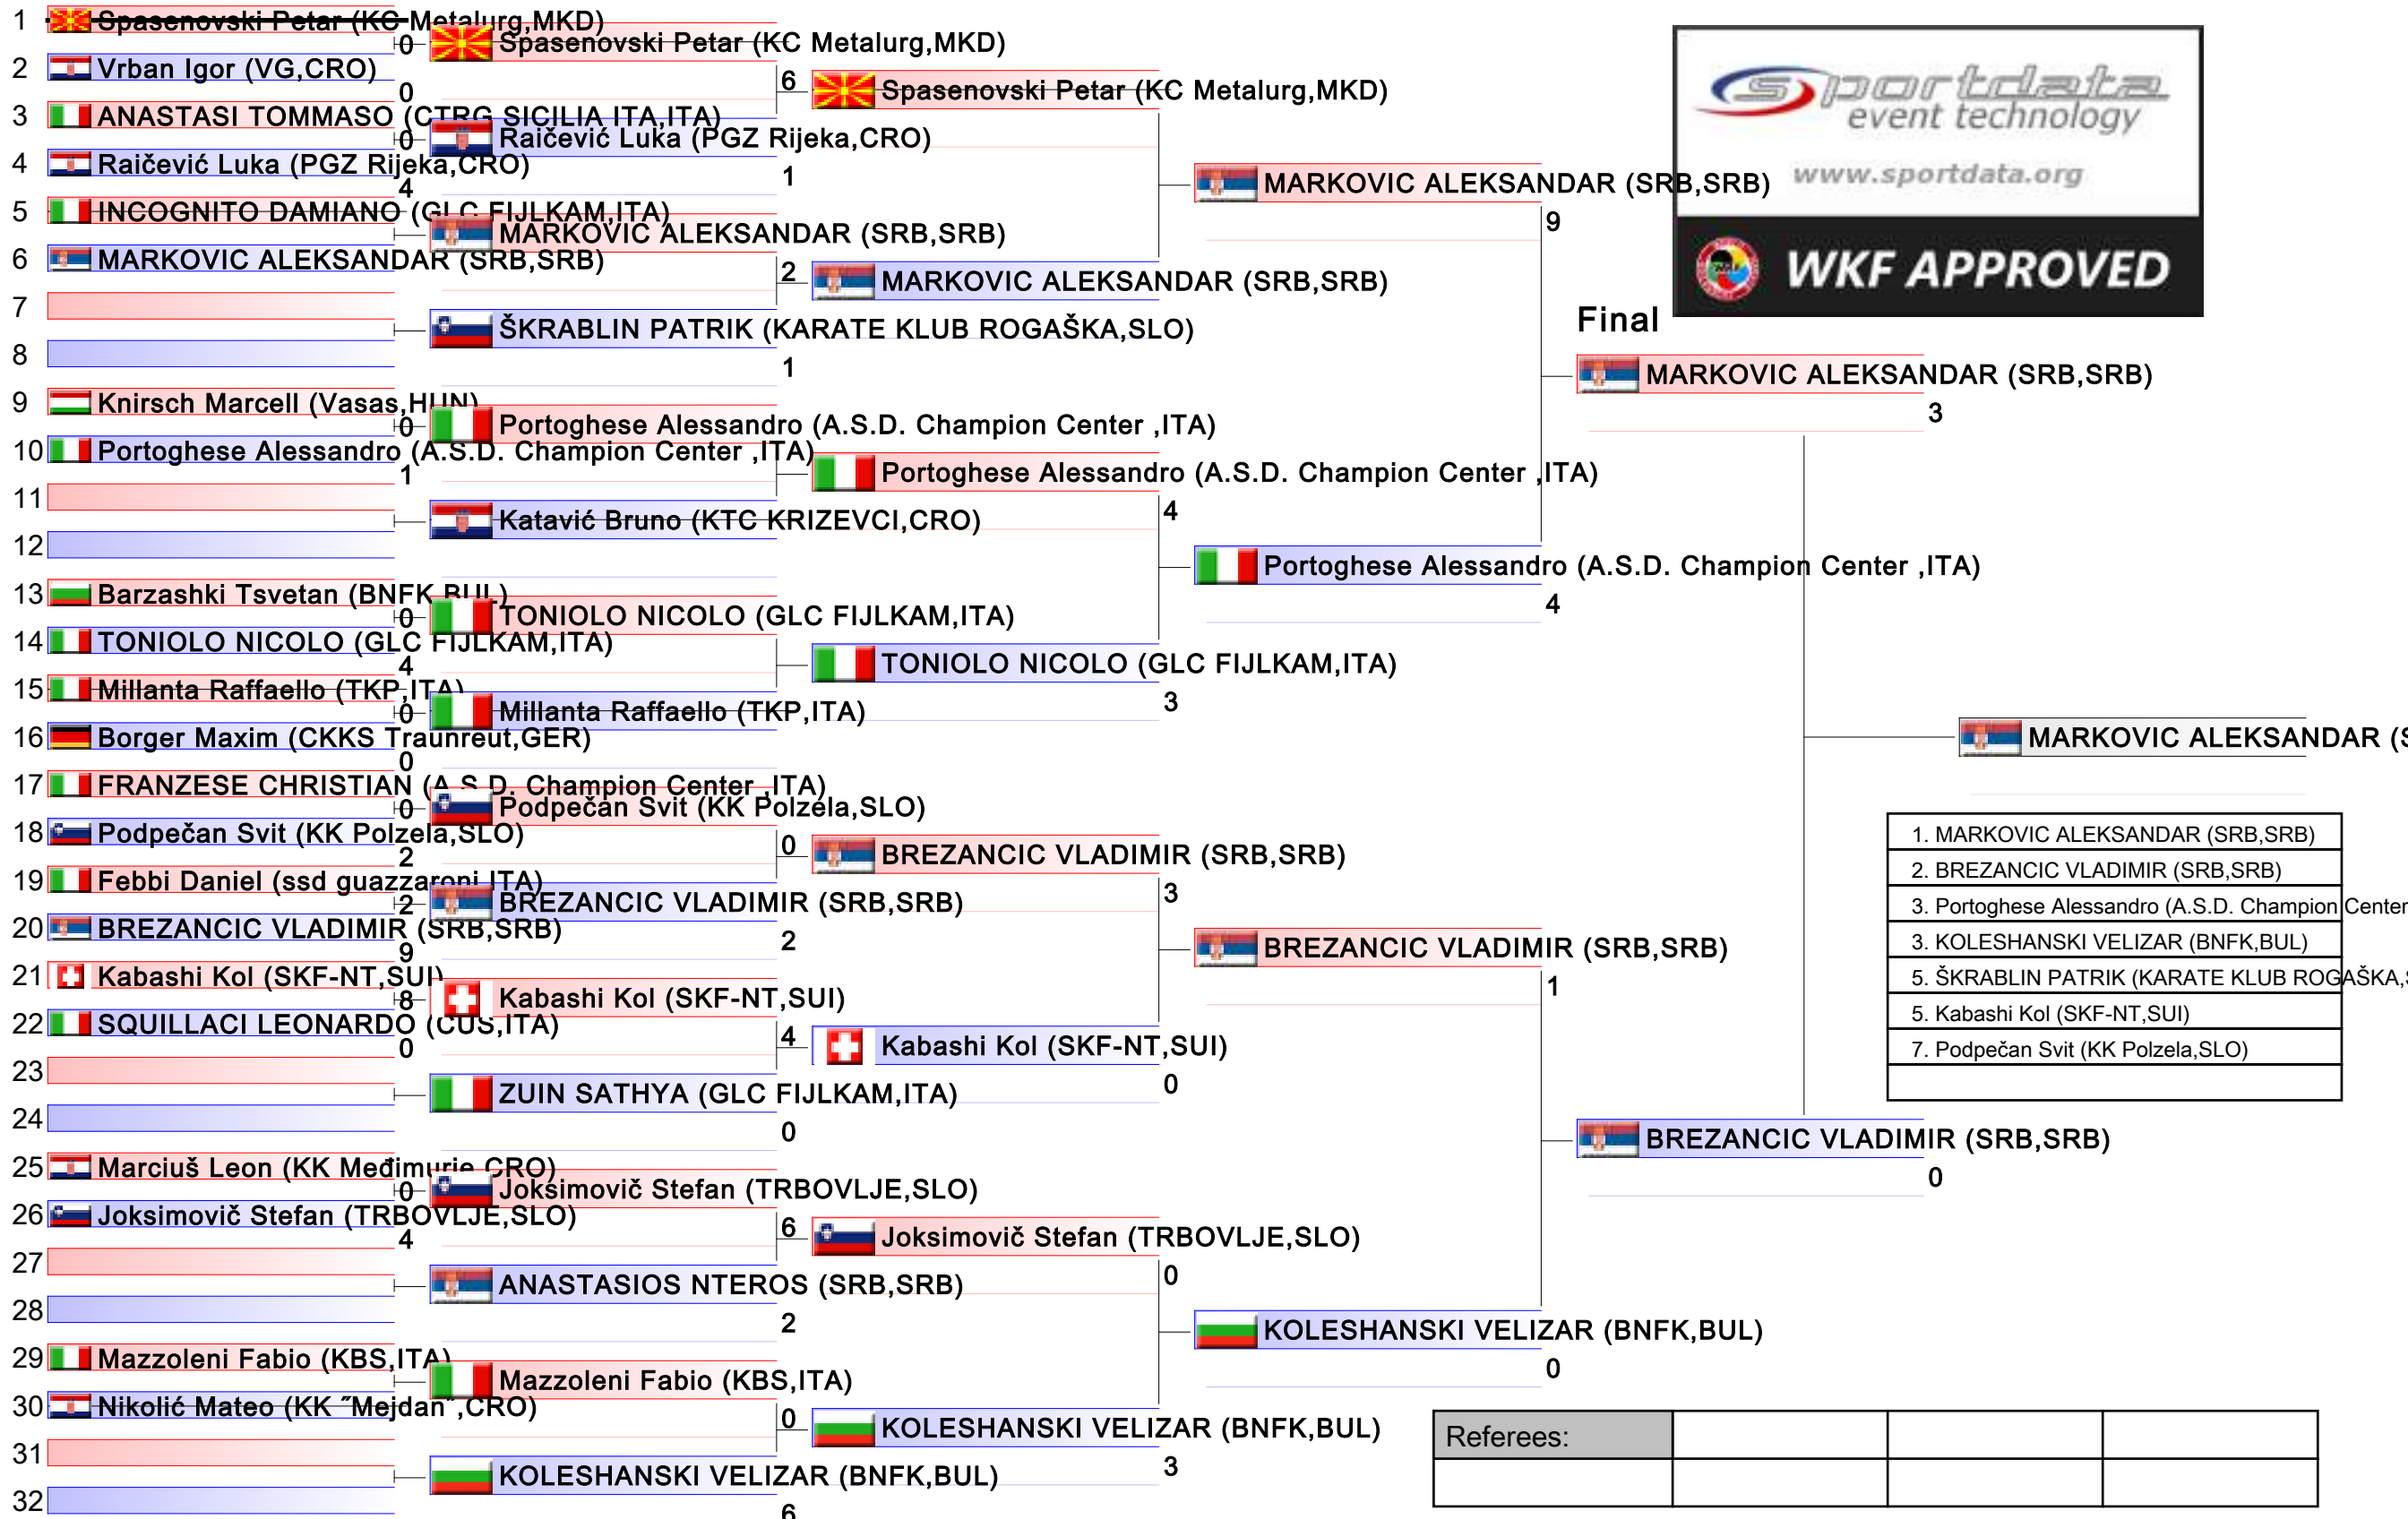 1 Spasenovski Petar (KC Metalurg,MKD)
0
2 Vrban Igor (VG,CRO)
0
3 ANASTASI TOMMASO (CTRG SICILIA ITA,ITA)
0
4 Raičević Luka (PGZ Rijeka,CRO)
4
5 INCOGNITO DAMIANO (GLC FIJLKAM,ITA)
6 MARKOVIC ALEKSANDAR (SRB,SRB)
7
8
9 Knirsch Marcell (Vasas,HUN)
0
10 Portoghese Alessandro (A.S.D. Champion Center ,ITA)
1
11
12
13 Barzashki Tsvetan (BNFK,BUL)
0
14 TONIOLO NICOLO (GLC FIJLKAM,ITA)
4
15 Millanta Raffaello (TKP,ITA)
0
16 Borger Maxim (CKKS Traunreut,GER)
0
17 FRANZESE CHRISTIAN (A.S.D. Champion Center ,ITA)
0
18 Podpečan Svit (KK Polzela,SLO)
2
19 Febbi Daniel (ssd guazzaroni,ITA)
2
20 BREZANCIC VLADIMIR (SRB,SRB)
9
21 Kabashi Kol (SKF-NT,SUI)
8
22 SQUILLACI LEONARDO (CUS,ITA)
0
23
24
25 Marciuš Leon (KK Međimurje,CRO)
0
26 Joksimovič Stefan (TRBOVLJE,SLO)
4
27
28
29 Mazzoleni Fabio (KBS,ITA)
30 Nikolić Mateo (KK ˝Mejdan˝,CRO)
31
32
Spasenovski Petar (KC Metalurg,MKD)
6
Raičević Luka (PGZ Rijeka,CRO)
1
MARKOVIC ALEKSANDAR (SRB,SRB)
2
ŠKRABLIN PATRIK (KARATE KLUB ROGAŠKA,SLO)
1
Portoghese Alessandro (A.S.D. Champion Center ,ITA)
Katavić Bruno (KTC KRIZEVCI,CRO)
TONIOLO NICOLO (GLC FIJLKAM,ITA)
Millanta Raffaello (TKP,ITA)
Podpečan Svit (KK Polzela,SLO)
0
BREZANCIC VLADIMIR (SRB,SRB)
2
Kabashi Kol (SKF-NT,SUI)
4
ZUIN SATHYA (GLC FIJLKAM,ITA)
0
Joksimovič Stefan (TRBOVLJE,SLO)
6
ANASTASIOS NTEROS (SRB,SRB)
2
Mazzoleni Fabio (KBS,ITA)
0
KOLESHANSKI VELIZAR (BNFK,BUL)
6
Spasenovski Petar (KC Metalurg,MKD)
MARKOVIC ALEKSANDAR (SRB,SRB)
Portoghese Alessandro (A.S.D. Champion Center ,ITA)
4
TONIOLO NICOLO (GLC FIJLKAM,ITA)
3
BREZANCIC VLADIMIR (SRB,SRB)
3
Kabashi Kol (SKF-NT,SUI)
0
Joksimovič Stefan (TRBOVLJE,SLO)
0
KOLESHANSKI VELIZAR (BNFK,BUL)
3
MARKOVIC ALEKSANDAR (SRB,SRB)
9
Portoghese Alessandro (A.S.D. Champion Center ,ITA)
4
BREZANCIC VLADIMIR (SRB,SRB)
1
KOLESHANSKI VELIZAR (BNFK,BUL)
0
sportdata
event technology
www.sportdata.org
WKF APPROVED
Final
MARKOVIC ALEKSANDAR (SRB,SRB)
3
BREZANCIC VLADIMIR (SRB,SRB)
0
MARKOVIC ALEKSANDAR (S
1. MARKOVIC ALEKSANDAR (SRB,SRB)
2. BREZANCIC VLADIMIR (SRB,SRB)
3. Portoghese Alessandro (A.S.D. Champion Center
3. KOLESHANSKI VELIZAR (BNFK,BUL)
5. ŠKRABLIN PATRIK (KARATE KLUB ROGAŠKA,S
5. Kabashi Kol (SKF-NT,SUI)
7. Podpečan Svit (KK Polzela,SLO)
Referees: